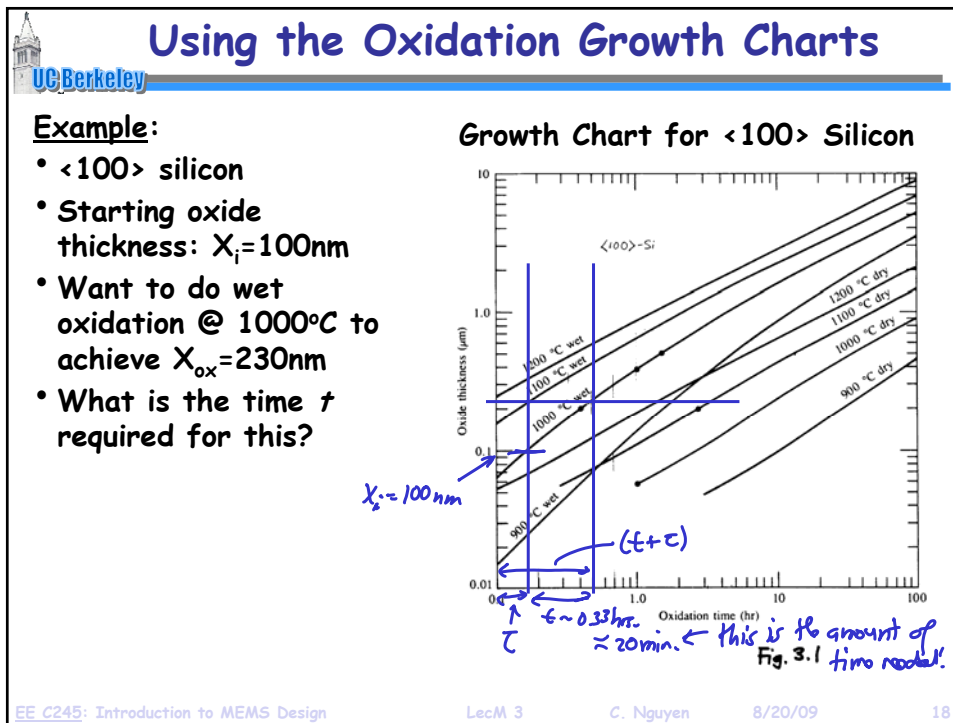 Using the Oxidation Growth Charts
UC Berkeley
Example:
• <100> silicon
• Starting oxide
thickness: Xi=100nm
• Want to do wet
oxidation @ 1000°C to
achieve Xox=230nm
• What is the time t
required for this?
Growth Chart for <100> Silicon
10
1.0
0.1
0.01
Oxide thickness (μm)
<100>-Si
1200 °C wet
1100 °C wet
1000 °C wet
900 °C wet
1200 °C dry
1100 °C dry
1000 °C dry
900 °C dry
Xi = 100nm
(t+τ)
1.0
10
100
Oxidation time (hr)
τ
t ~ 0.33hrs.
≈ 20min. ← this is the amount of
time needed!
Fig. 3.1
EE C245: Introduction to MEMS Design
LecM 3
C. Nguyen
8/20/09
18